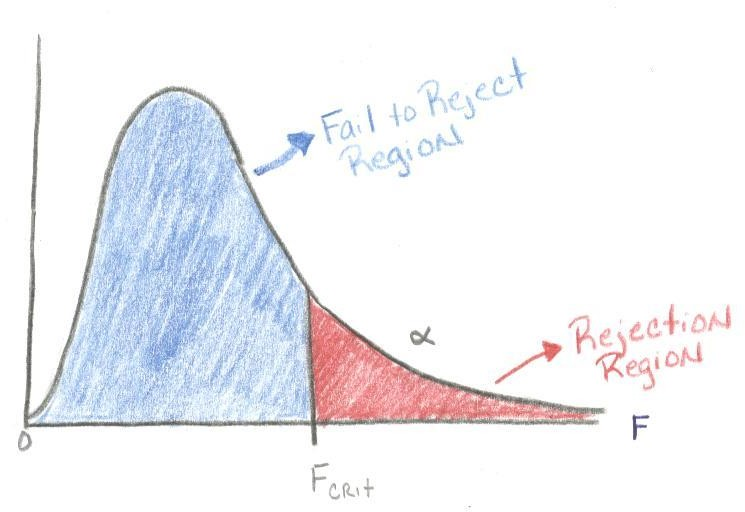 Fail to Reject
Region
α
Rejection
Region
F
0
FCRit